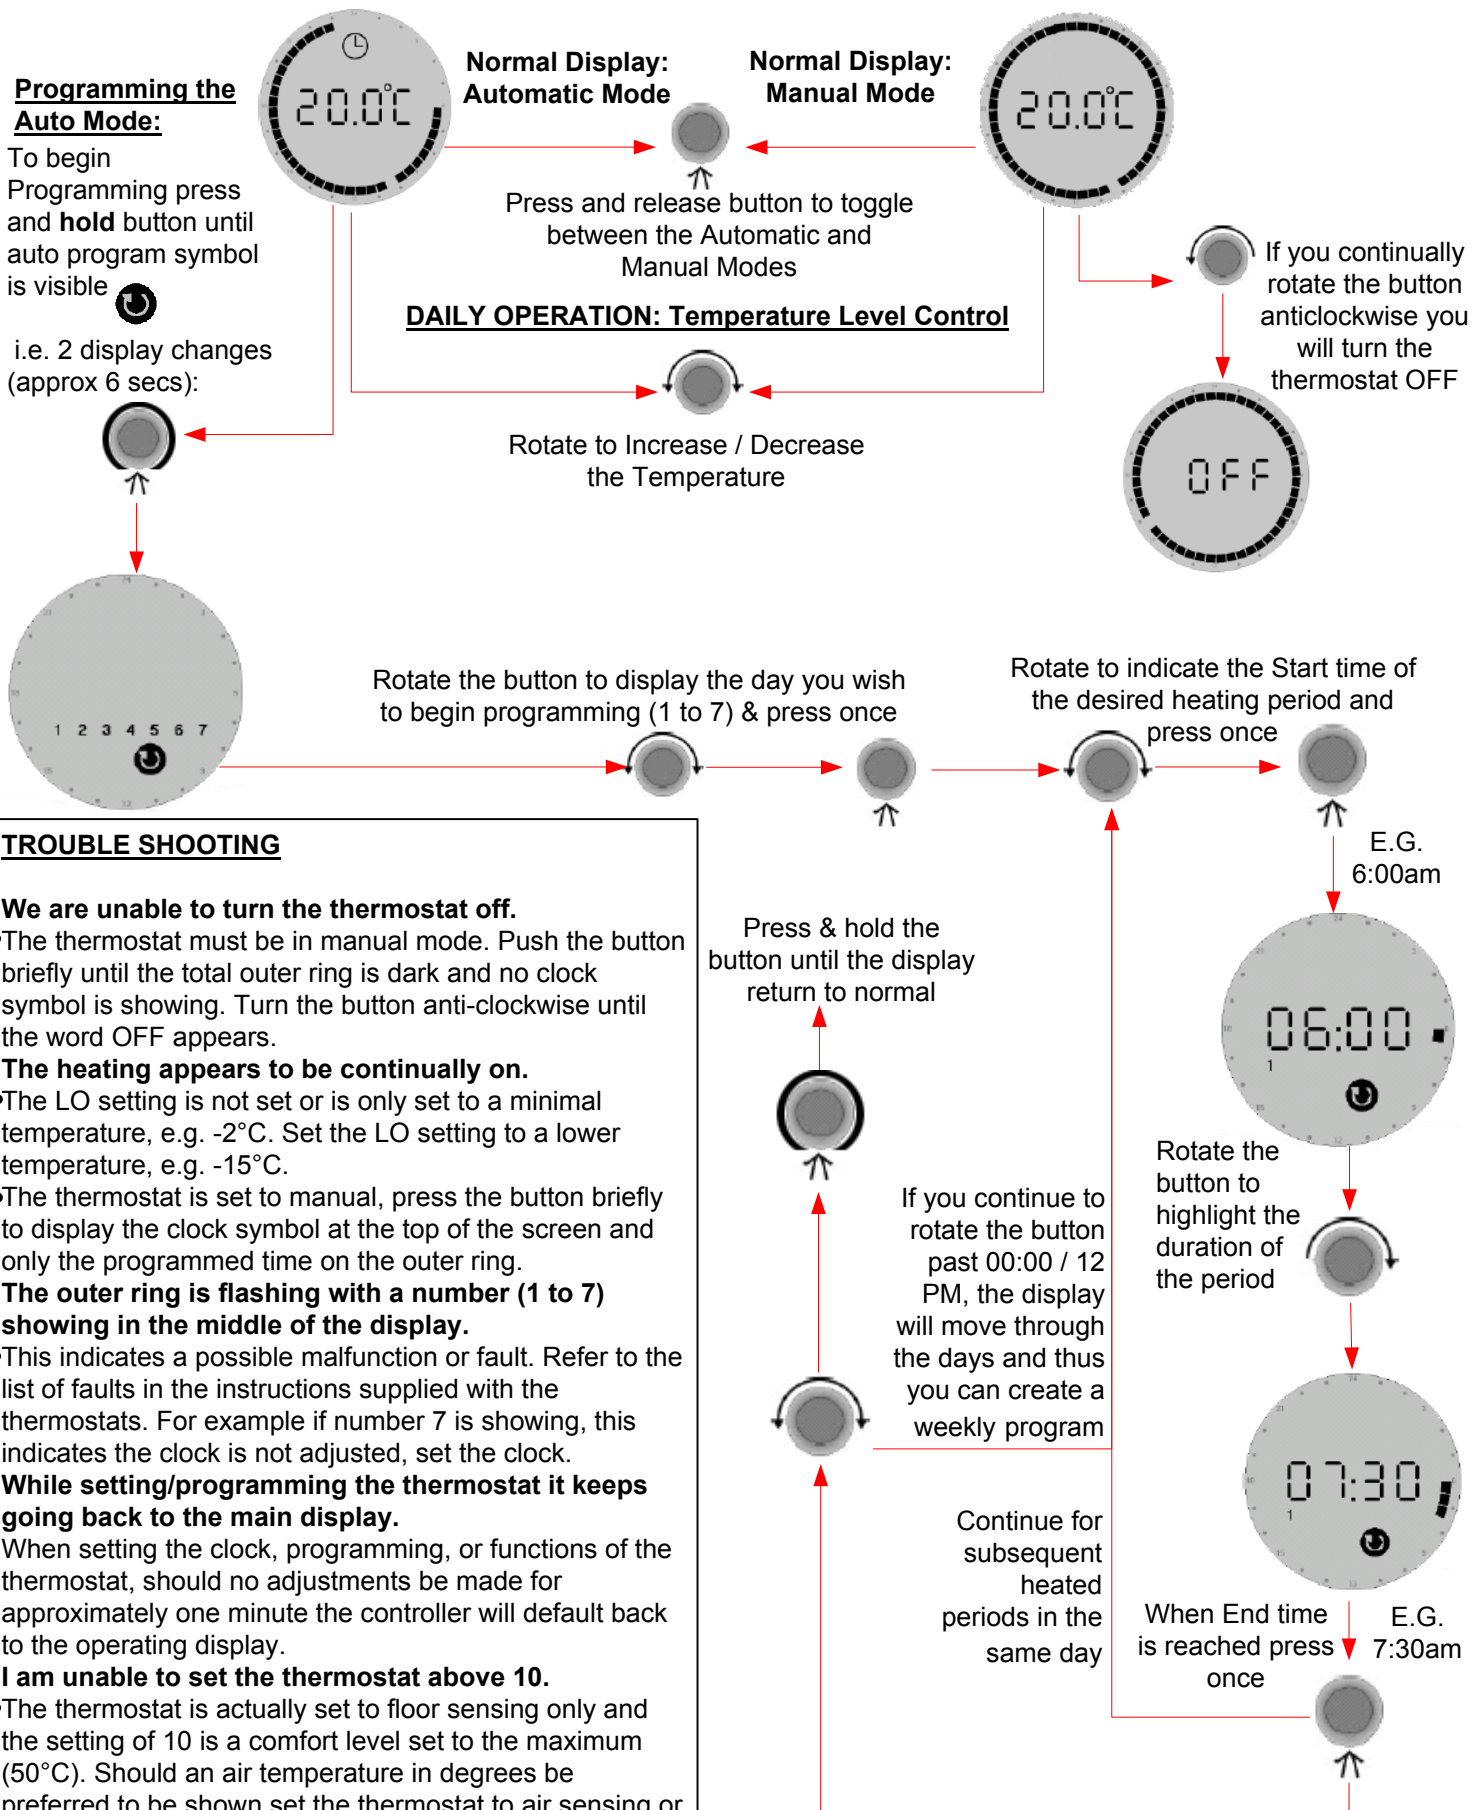 Programming the
Auto Mode:
To begin
Programming press
and hold button until
auto program symbol
is visible
i.e. 2 display changes
(approx 6 secs):
20.0°C
Normal Display:
Automatic Mode
Normal Display:
Manual Mode
20.0°C
Press and release button to toggle
between the Automatic and
Manual Modes
DAILY OPERATION: Temperature Level Control
Rotate to Increase / Decrease
the Temperature
If you continually
rotate the button
anticlockwise you
will turn the
thermostat OFF
OFF
24
21
3
18
6
1 2 3 4 5 6 7
15
9
12
Rotate the button to display the day you wish
to begin programming (1 to 7) & press once
Rotate to indicate the Start time of
the desired heating period and
press once
E.G.
6:00am
06:00
1
Rotate the
button to
highlight the
duration of
the period
07:30
1
When End time
is reached press
once
E.G.
7:30am
Press & hold the
button until the display
return to normal
If you continue to
rotate the button
past 00:00 / 12
PM, the display
will move through
the days and thus
you can create a
weekly program
Continue for
subsequent
heated
periods in the
same day
TROUBLE SHOOTING
We are unable to turn the thermostat off.
•The thermostat must be in manual mode. Push the button
briefly until the total outer ring is dark and no clock
symbol is showing. Turn the button anti-clockwise until
the word OFF appears.
The heating appears to be continually on.
•The LO setting is not set or is only set to a minimal
temperature, e.g. -2°C. Set the LO setting to a lower
temperature, e.g. -15°C.
•The thermostat is set to manual, press the button briefly
to display the clock symbol at the top of the screen and
only the programmed time on the outer ring.
The outer ring is flashing with a number (1 to 7)
showing in the middle of the display.
•This indicates a possible malfunction or fault. Refer to the
list of faults in the instructions supplied with the
thermostats. For example if number 7 is showing, this
indicates the clock is not adjusted, set the clock.
While setting/programming the thermostat it keeps
going back to the main display.
When setting the clock, programming, or functions of the
thermostat, should no adjustments be made for
approximately one minute the controller will default back
to the operating display.
I am unable to set the thermostat above 10.
•The thermostat is actually set to floor sensing only and
the setting of 10 is a comfort level set to the maximum
(50°C). Should an air temperature in degrees be
preferred to be shown set the thermostat to air sensing or